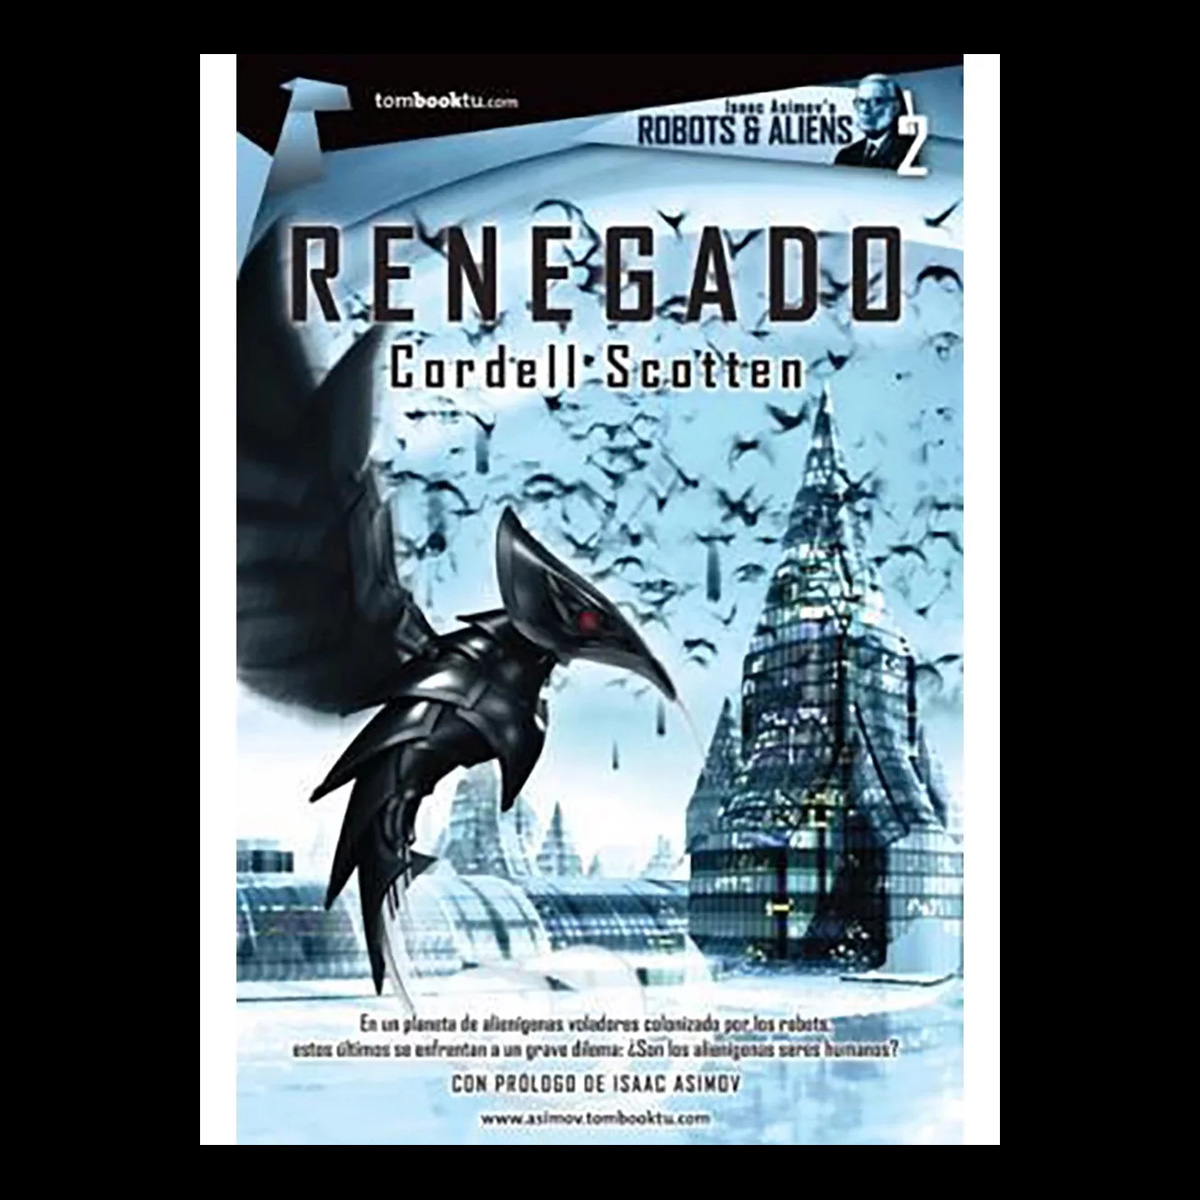 tombooktu.com
Isaac Asimov's
ROBOTS & ALIENS
2
RENEGADO
Cordell Scotten
En un planeta de alienígenas voladores colonizado por los robots,
estos últimos se enfrentan a un grave dilema: ¿Son los alienígenas seres humanos?
CON PRÓLOGO DE ISAAC ASIMOV
www.asimov.tombooktu.com